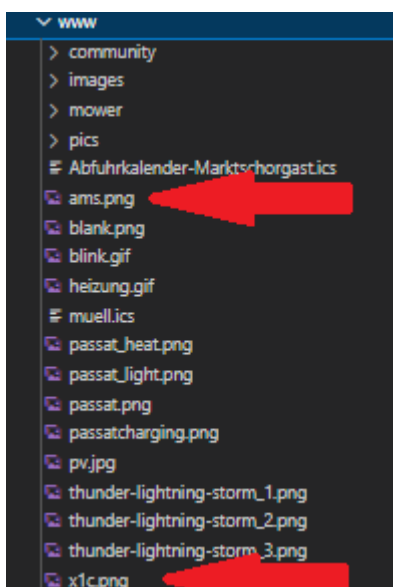 www
community
images
mower
pics
Abfuhrkalender-Marktschorgast.ics
ams.png
blank.png
blink.gif
heizung.gif
muell.ics
passat_heat.png
passat_light.png
passat.png
passatcharging.png
pv.jpg
thunder-lightning-storm_1.png
thunder-lightning-storm_2.png
thunder-lightning-storm_3.png
x1c.png